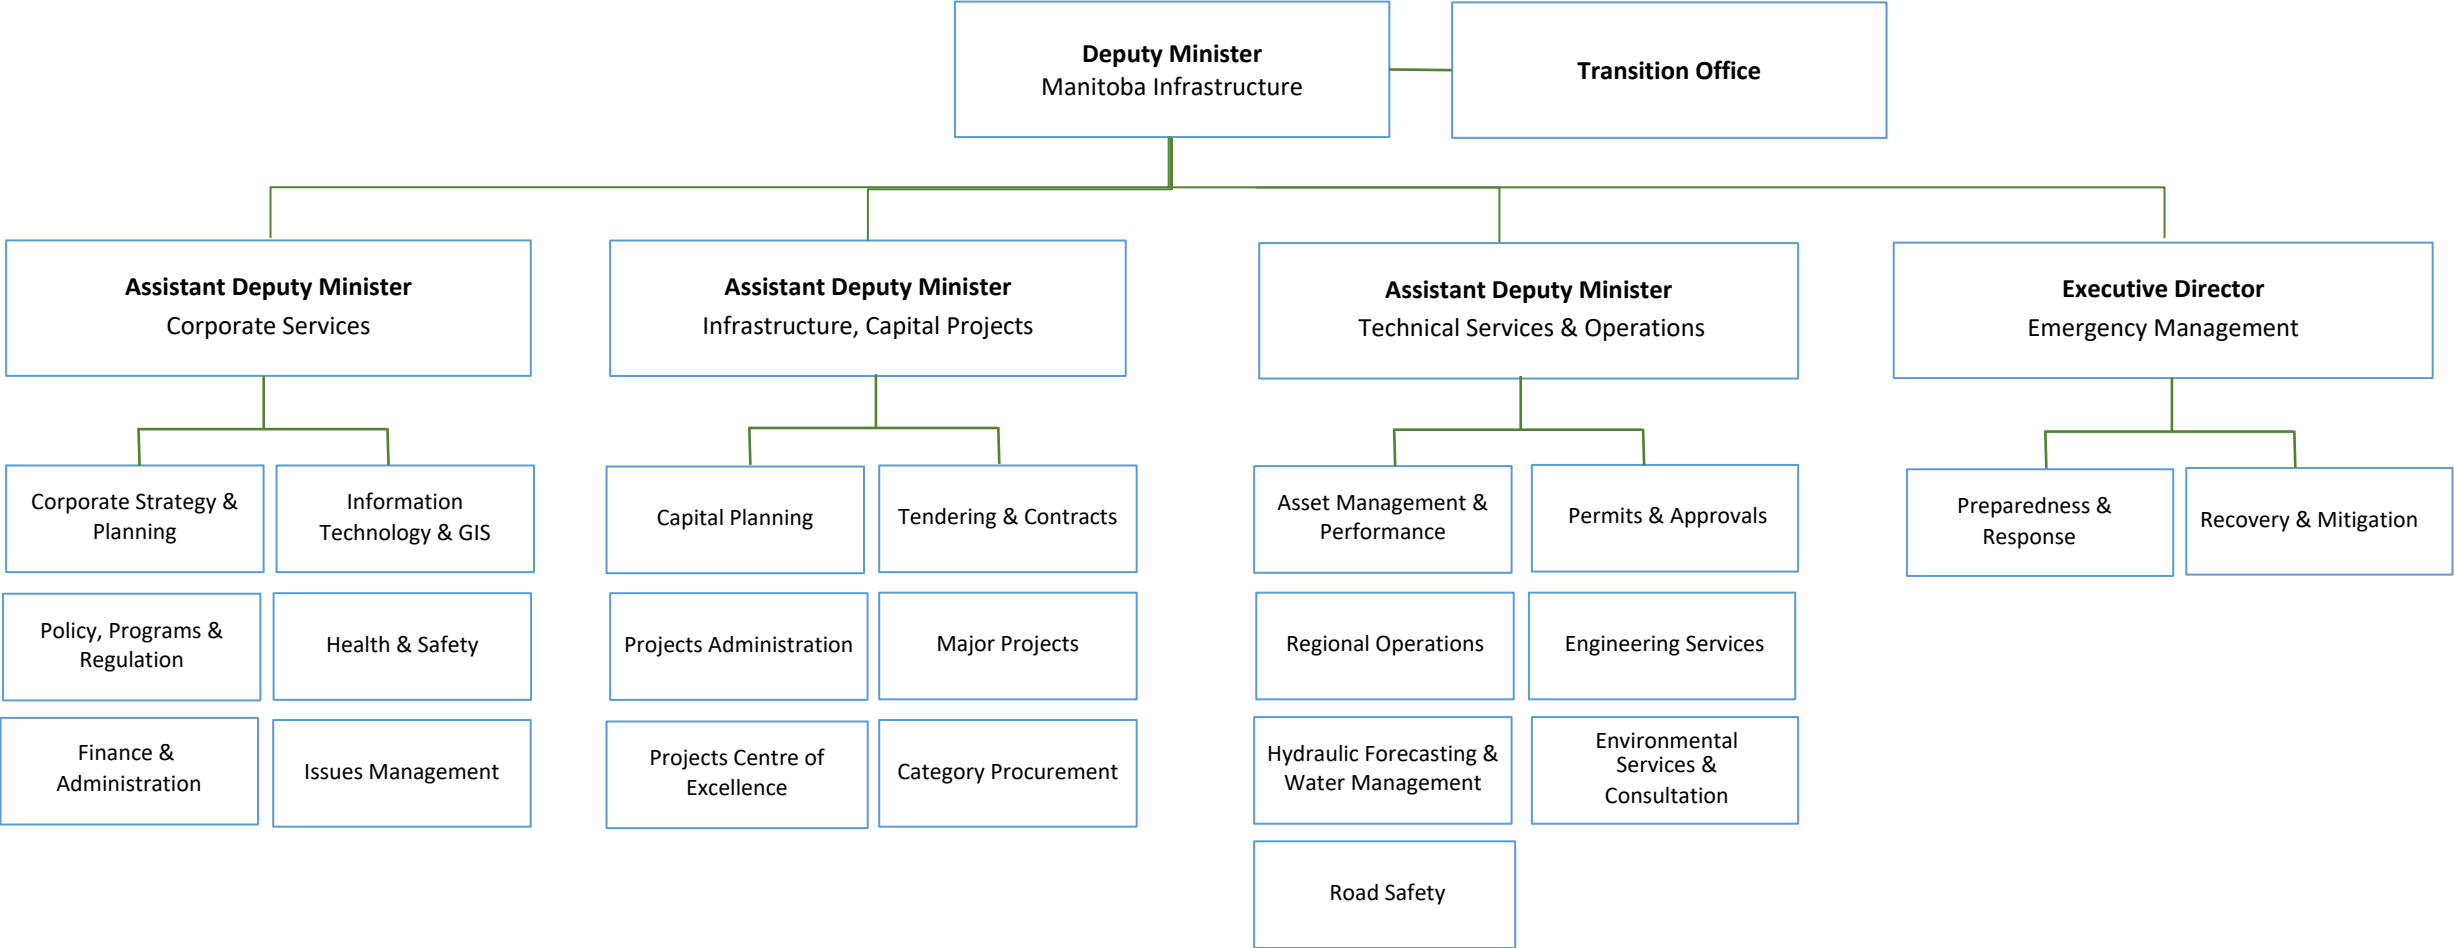 Deputy Minister
Manitoba Infrastructure
Transition Office
Assistant Deputy Minister
Corporate Services
Assistant Deputy Minister
Infrastructure, Capital Projects
Assistant Deputy Minister
Technical Services & Operations
Executive Director
Emergency Management
Corporate Strategy &
Planning
Information
Technology & GIS
Policy, Programs &
Regulation
Health & Safety
Finance &
Administration
Issues Management
Capital Planning
Tendering & Contracts
Projects Administration
Major Projects
Projects Centre of
Excellence
Category Procurement
Asset Management &
Performance
Permits & Approvals
Regional Operations
Engineering Services
Hydraulic Forecasting &
Water Management
Environmental
Services &
Consultation
Road Safety
Preparedness &
Response
Recovery & Mitigation